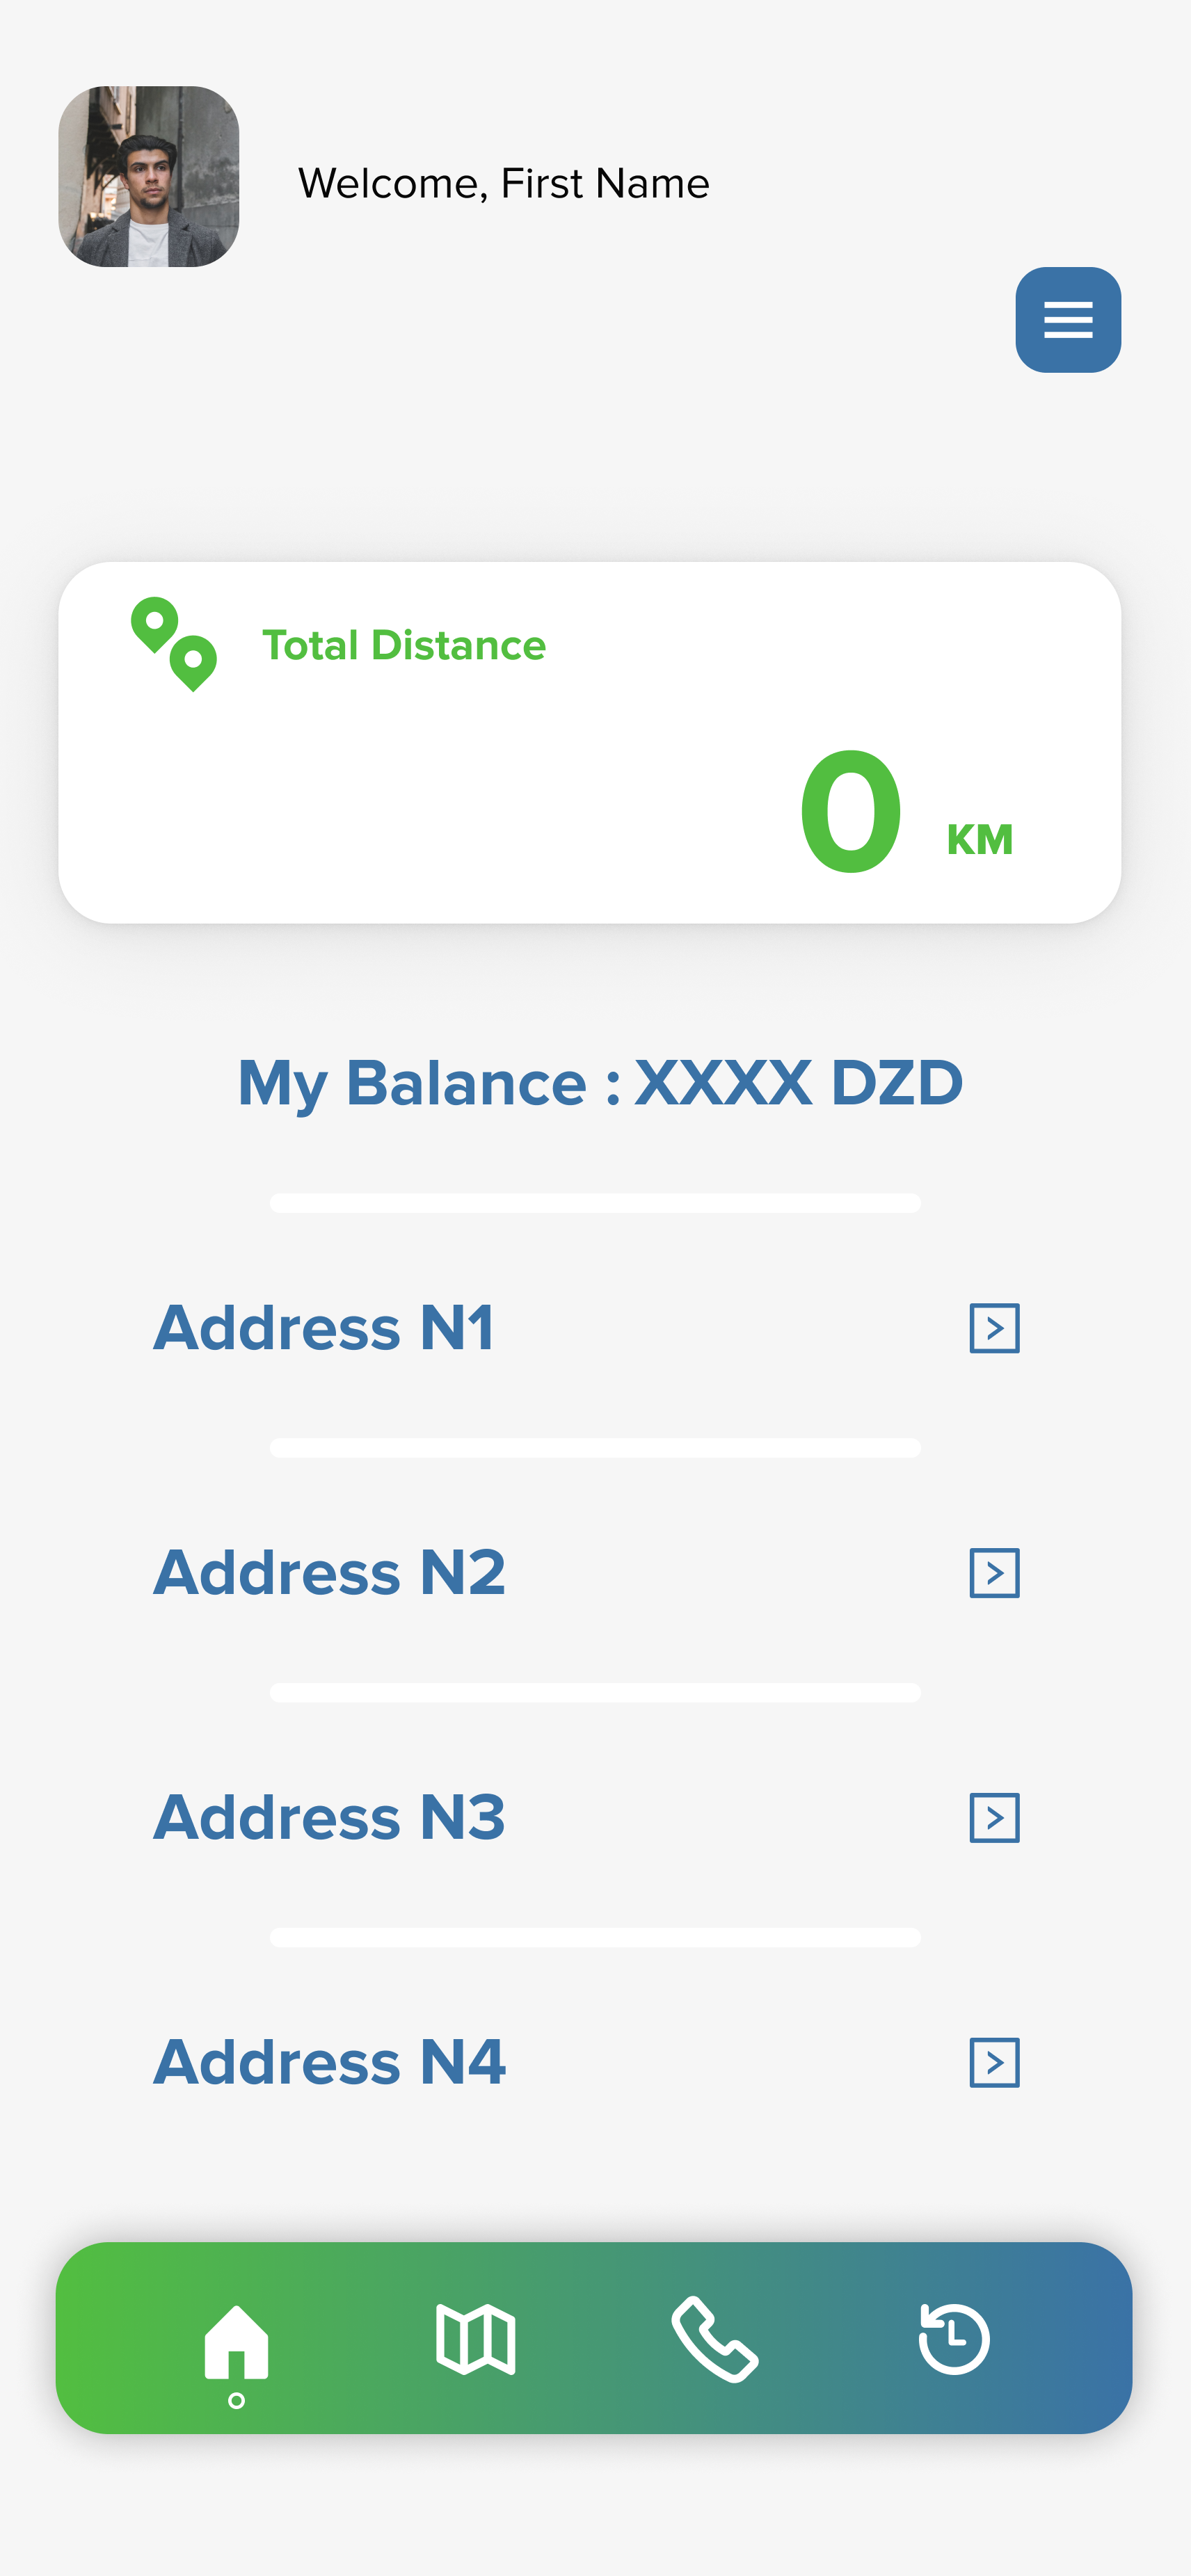 Welcome, First Name
Total Distance
0 KM
My Balance : XXXX DZD
Address N1
Address N2
Address N3
Address N4